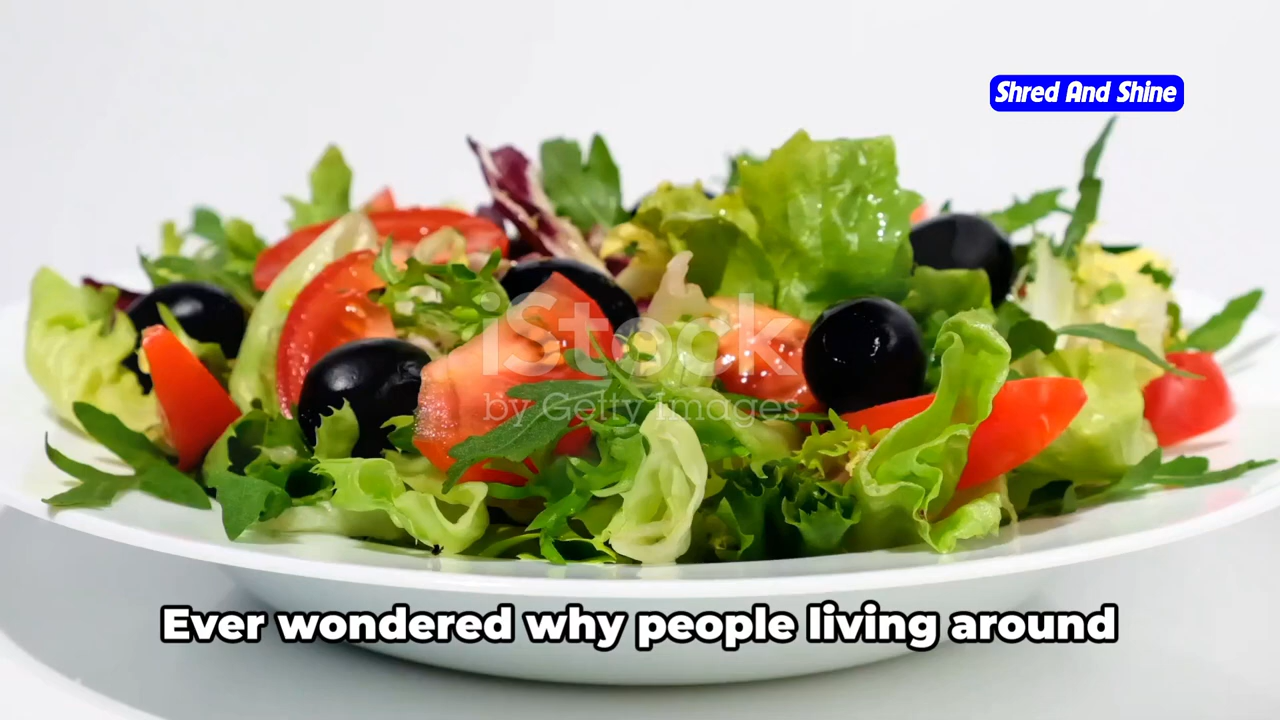 Shred And Shine
iStock
by Getty Images
Ever wondered why people living around